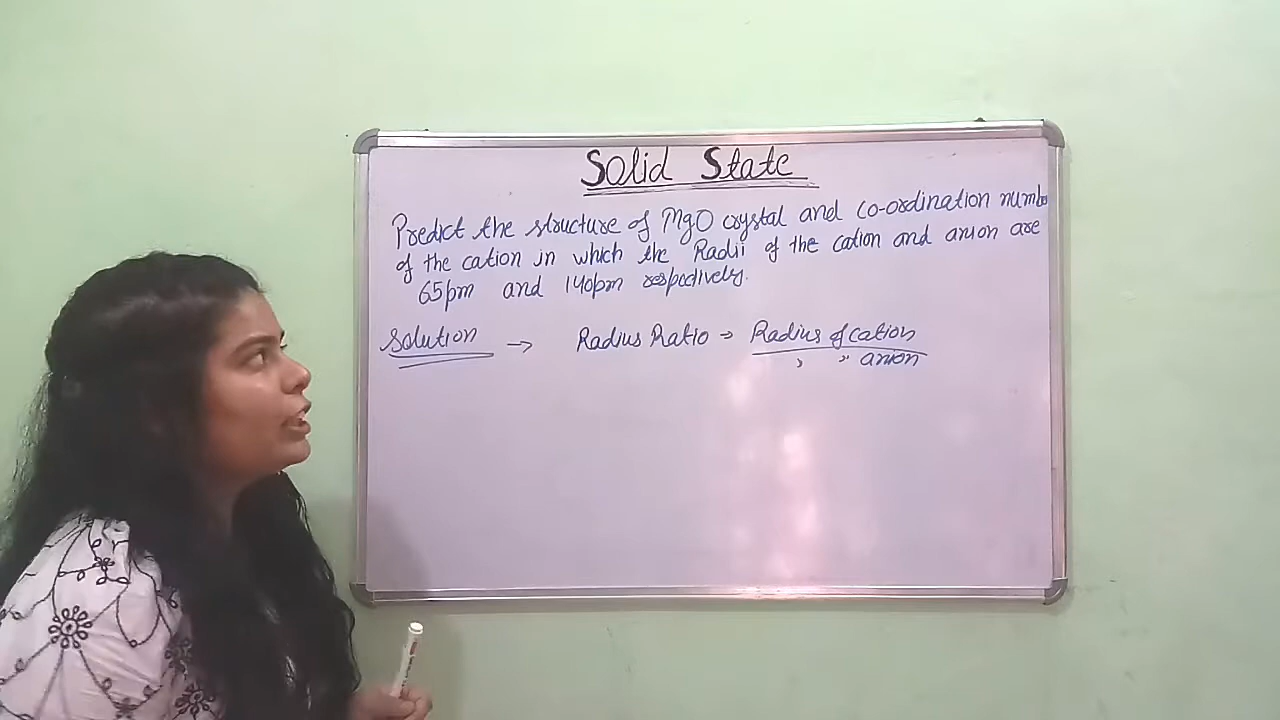 Solid State
Predict the structure of MgO crystal and co-ordination numbe
of the cation in which the Radii of the cation and anion are
65pm and 140pm respectively.
Solution → Radius Ratio = Radius of cation
" " anion